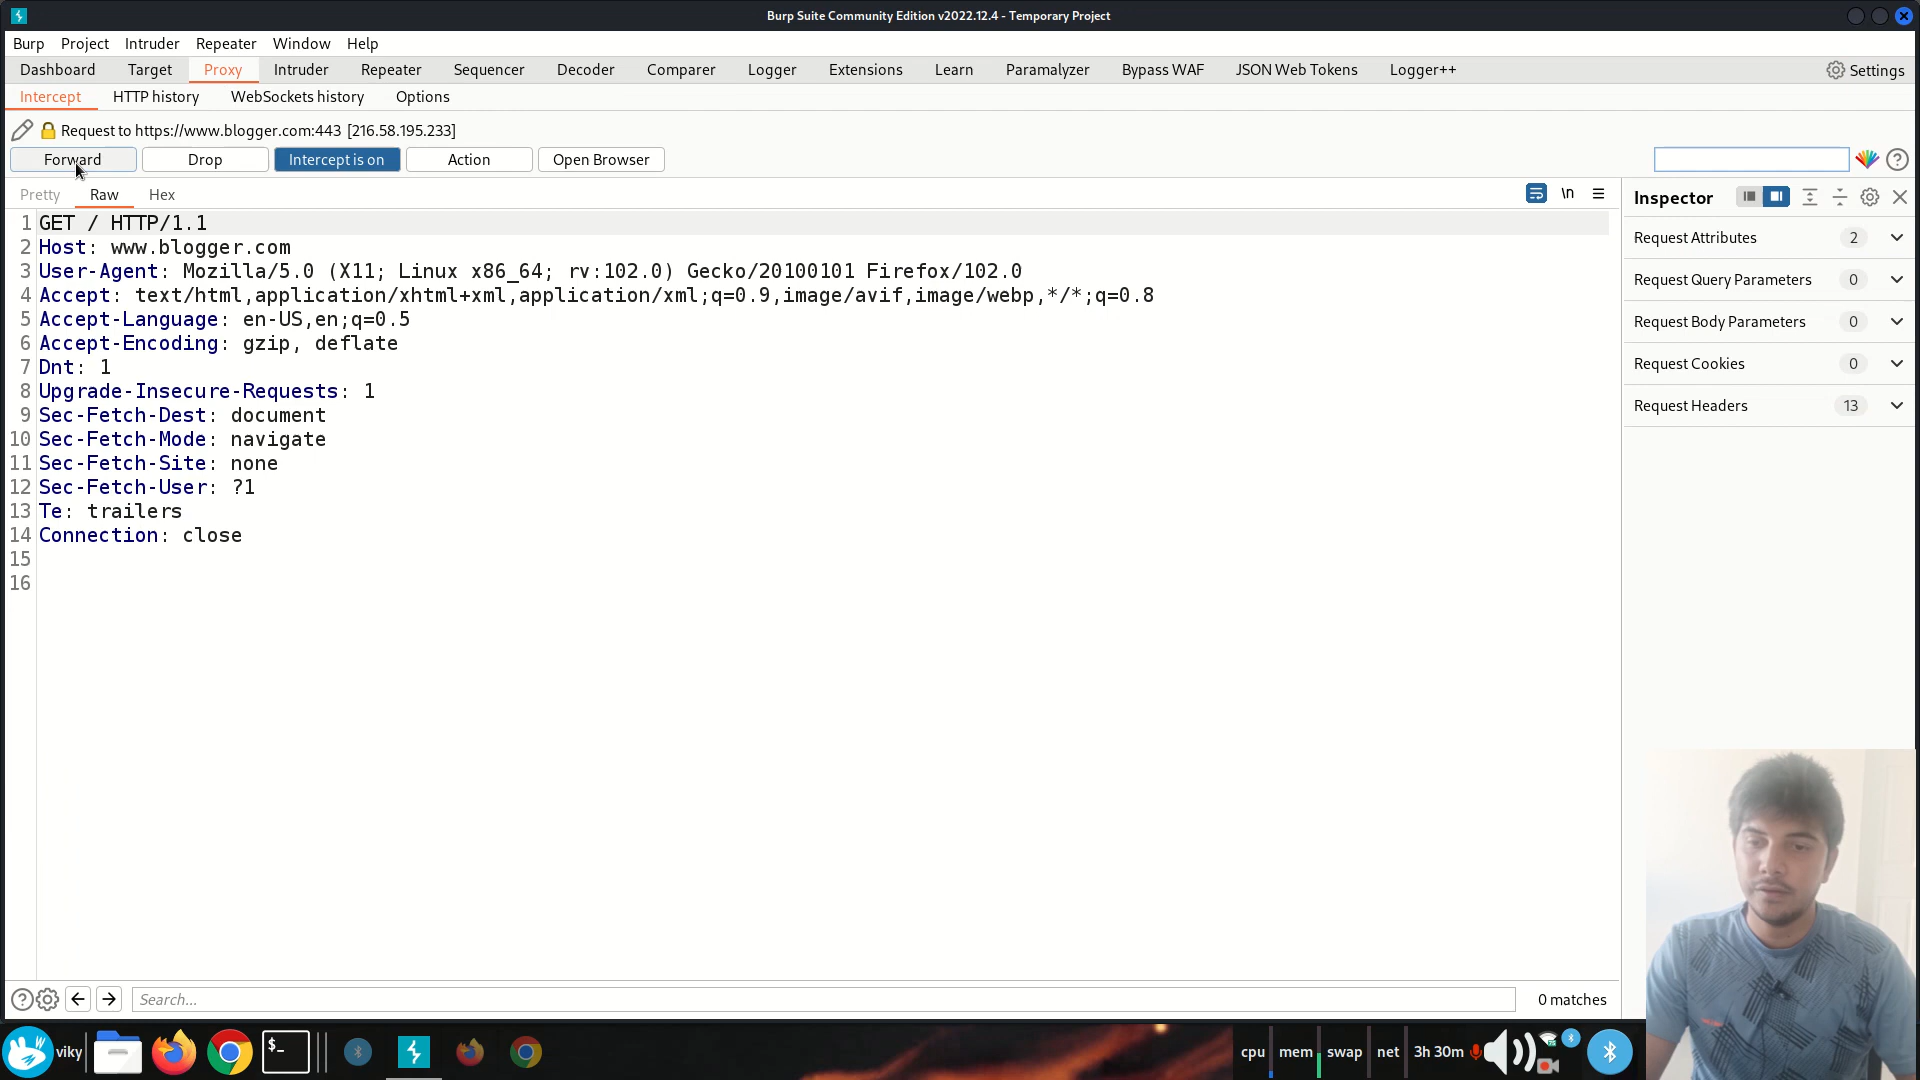 Burp Suite Community Edition v2022.12.4 - Temporary Project
Burp Project Intruder Repeater Window Help
Dashboard Target Proxy Intruder Repeater Sequencer Decoder Comparer Logger Extensions Learn Paramalyzer Bypass WAF JSON Web Tokens Logger++ Settings
Intercept HTTP history WebSockets history Options
Request to https://www.blogger.com:443 [216.58.195.233]
Forward Drop Intercept is on Action Open Browser ?
Pretty Raw Hex \n
Inspector
1 GET / HTTP/1.1
2 Host: www.blogger.com
3 User-Agent: Mozilla/5.0 (X11; Linux x86_64; rv:102.0) Gecko/20100101 Firefox/102.0
4 Accept: text/html,application/xhtml+xml,application/xml;q=0.9,image/avif,image/webp,*/*;q=0.8
5 Accept-Language: en-US,en;q=0.5
6 Accept-Encoding: gzip, deflate
7 Dnt: 1
8 Upgrade-Insecure-Requests: 1
9 Sec-Fetch-Dest: document
10 Sec-Fetch-Mode: navigate
11 Sec-Fetch-Site: none
12 Sec-Fetch-User: ?1
13 Te: trailers
14 Connection: close
15
16
Request Attributes 2
Request Query Parameters 0
Request Body Parameters 0
Request Cookies 0
Request Headers 13
? Search... 0 matches
viky $_ cpu mem swap net 3h 30m